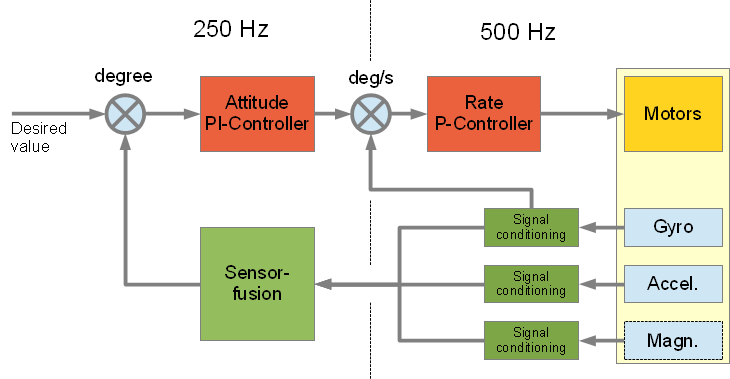 250 Hz
500 Hz
degree
deg/s
Desired
value
Attitude
PI-Controller
Rate
P-Controller
Motors
Signal
conditioning
Gyro
Sensor-
fusion
Signal
conditioning
Accel.
Signal
conditioning
Magn.